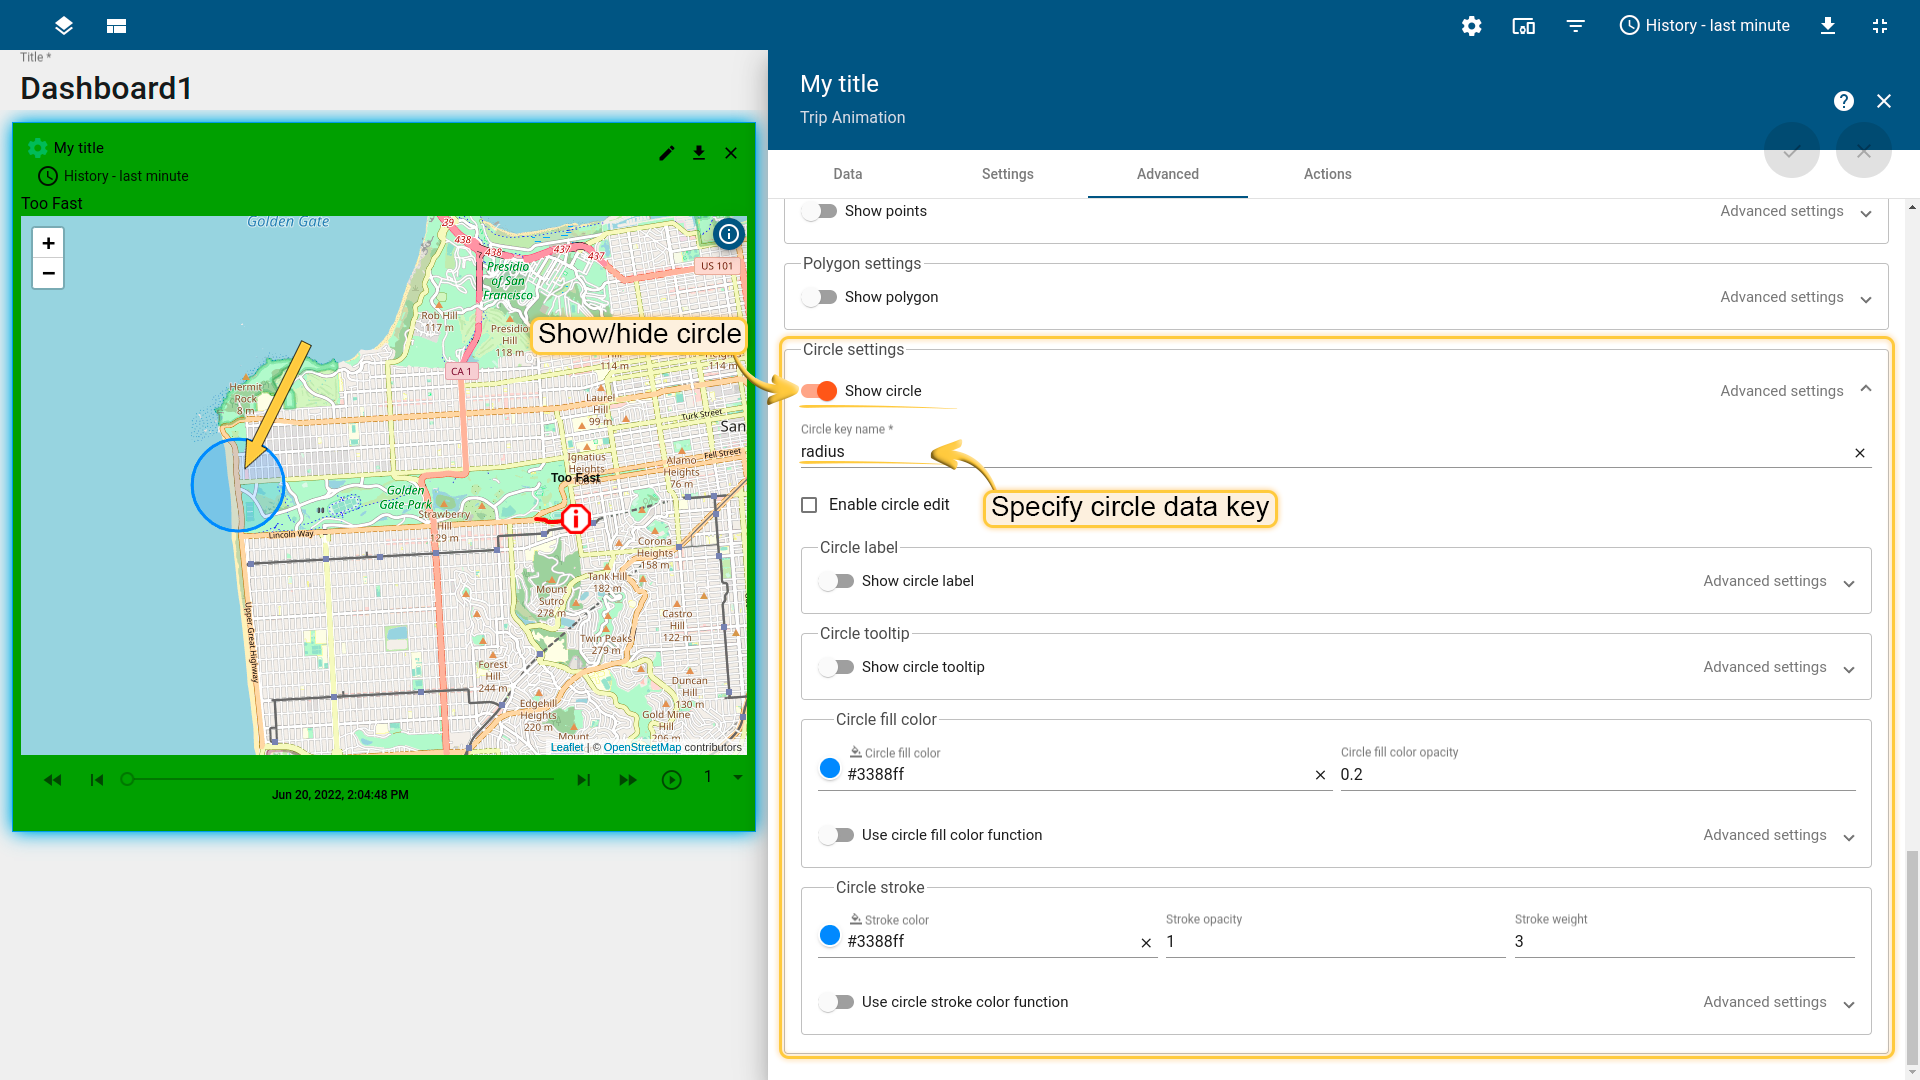 History - last minute
Title *
Dashboard1
My title
History - last minute
Too Fast
+
−
Golden Gate
39
438
438
437
437
US 101
Presidio
of San
Francisco
Rob Hill
117 m
Presidio
118 m
CA 1
114 m
114 m
Hermit
Rock
8 m
Laurel
Hill
99 m
Turk Street
San
Fell Street
Ignatius
Heights
Alamo
Heights
76 m
Too Fast
Golden
Gate Park
Strawberry
Hill
129 m
Lincoln Way
Corona
Heights
158 m
Tank Hill
182 m
Mount
Sutro
278 m
Castro
122 m
Upper Great Highway
Twin Peaks
279 m
Forest
Hill
244 m
Duncan
Hill
130 m
Edgehill
Heights
220 m
Gold Mine
Hill
206 m
Mount
Leaflet | © OpenStreetMap contributors
1
Jun 20, 2022, 2:04:48 PM
Show/hide circle
My title
Trip Animation
Data
Settings
Advanced
Actions
Show points
Advanced settings
Polygon settings
Show polygon
Advanced settings
Circle settings
Show circle
Advanced settings
Circle key name *
radius
Enable circle edit
Specify circle data key
Circle label
Show circle label
Advanced settings
Circle tooltip
Show circle tooltip
Advanced settings
Circle fill color
Circle fill color
#3388ff
Circle fill color opacity
0.2
Use circle fill color function
Advanced settings
Circle stroke
Stroke color
#3388ff
Stroke opacity
1
Stroke weight
3
Use circle stroke color function
Advanced settings